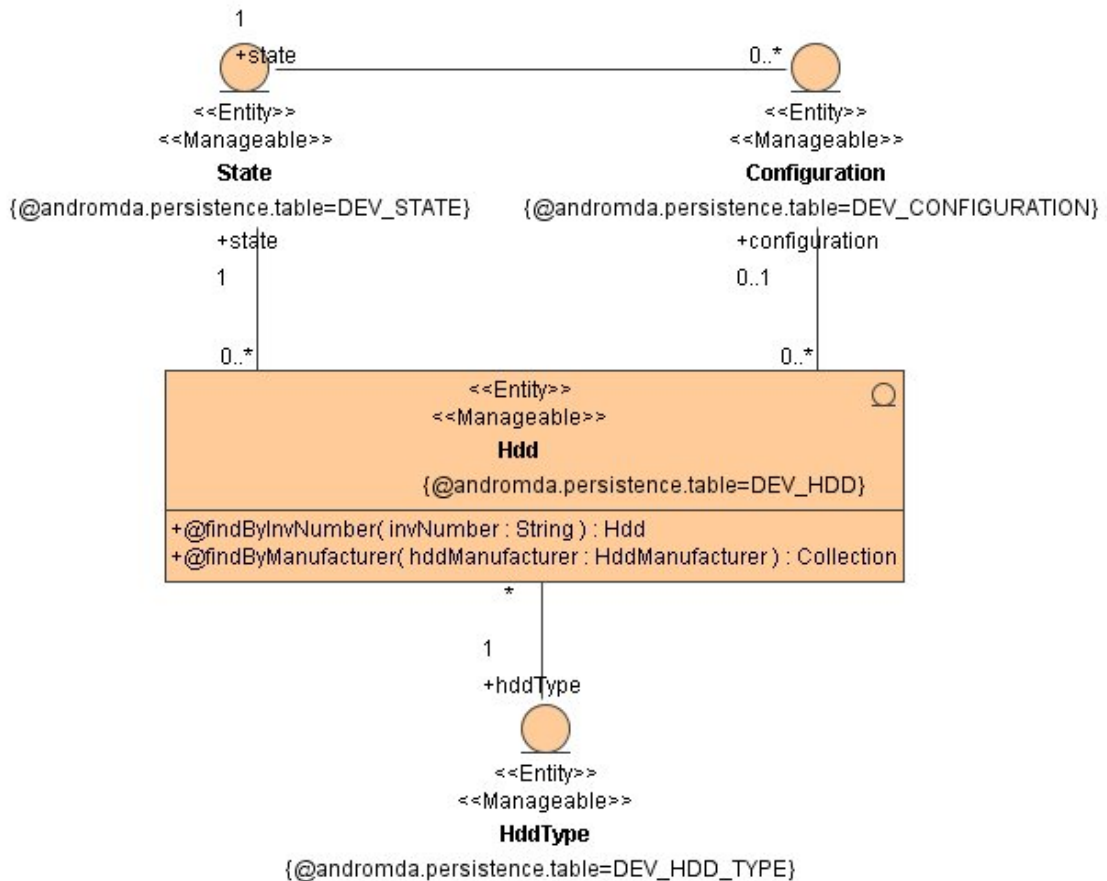 1
+state
0..*
<<Entity>>
<<Manageable>>
State
{@andromda.persistence.table=DEV_STATE}
<<Entity>>
<<Manageable>>
Configuration
{@andromda.persistence.table=DEV_CONFIGURATION}
+state
+configuration
1
0..1
0..*
0..*
<<Entity>>
<<Manageable>>
Hdd
{@andromda.persistence.table=DEV_HDD}
+@findByInvNumber( invNumber : String ) : Hdd
+@findByManufacturer( hddManufacturer : HddManufacturer ) : Collection
*
1
+hddType
<<Entity>>
<<Manageable>>
HddType
{@andromda.persistence.table=DEV_HDD_TYPE}